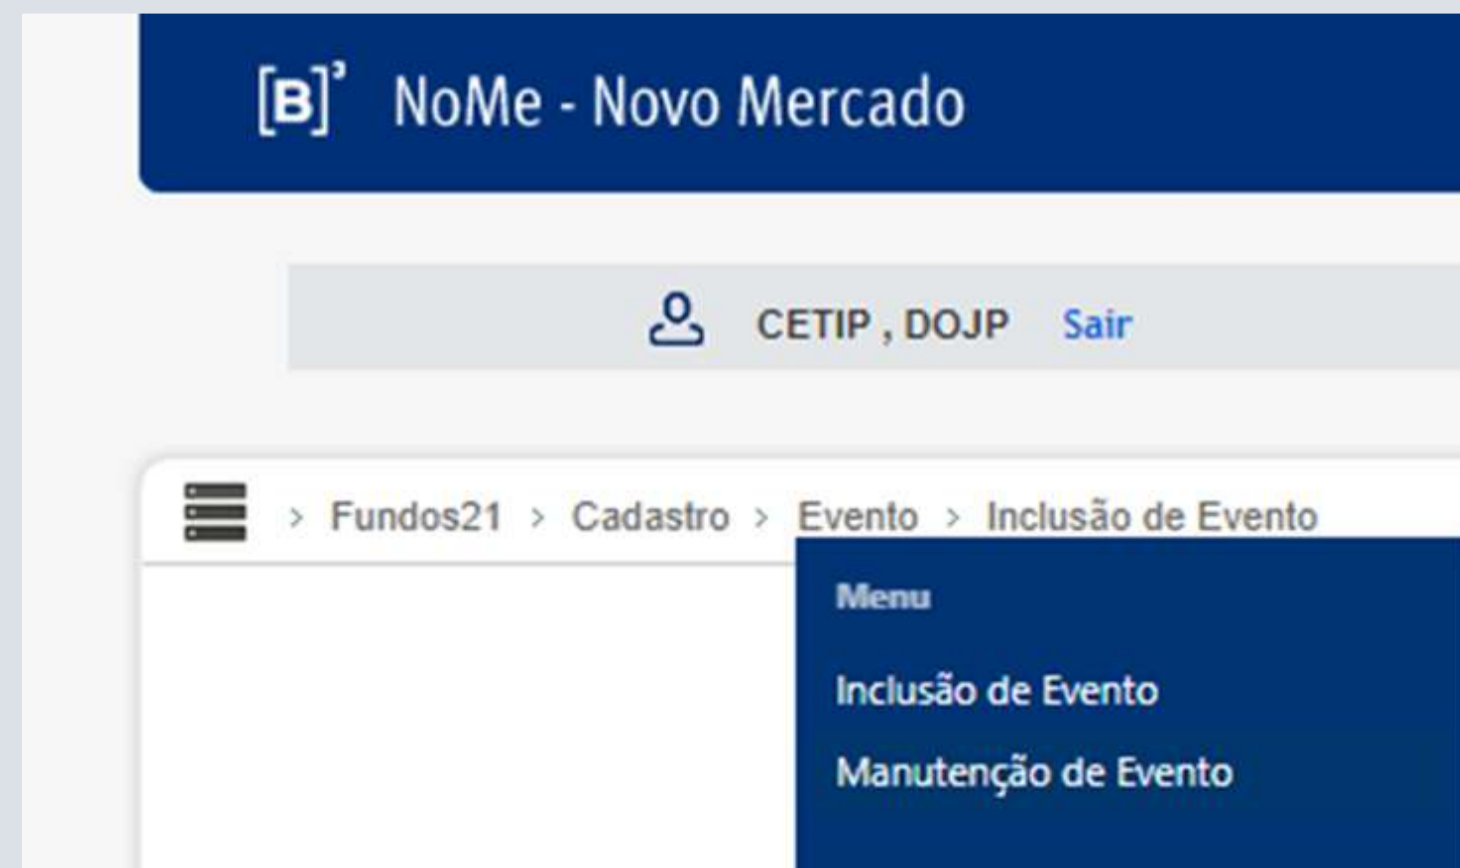 [B]³ NoMe - Novo Mercado
CETIP , DOJP Sair
> Fundos21 > Cadastro > Evento > Inclusão de Evento
Menu
Inclusão de Evento
Manutenção de Evento